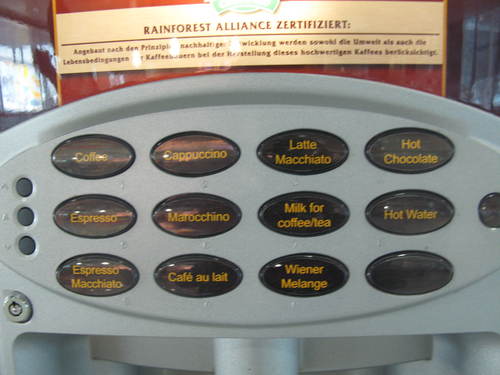 RAINFOREST ALLIANCE ZERTIFIZIERT:
Angebaut nach den Prinzipien nachhaltiger Entwicklung werden sowohl die Umwelt als auch die
Lebensbedingungen der Kaffeebauern bei der Herstellung dieses hochwertigen Kaffees berücksichtigt.
Coffee
Cappuccino
Latte
Macchiato
Hot
Chocolate
Espresso
Marocchino
Milk for
coffee/tea
Hot Water
Espresso
Macchiato
Café au lait
Wiener
Melange